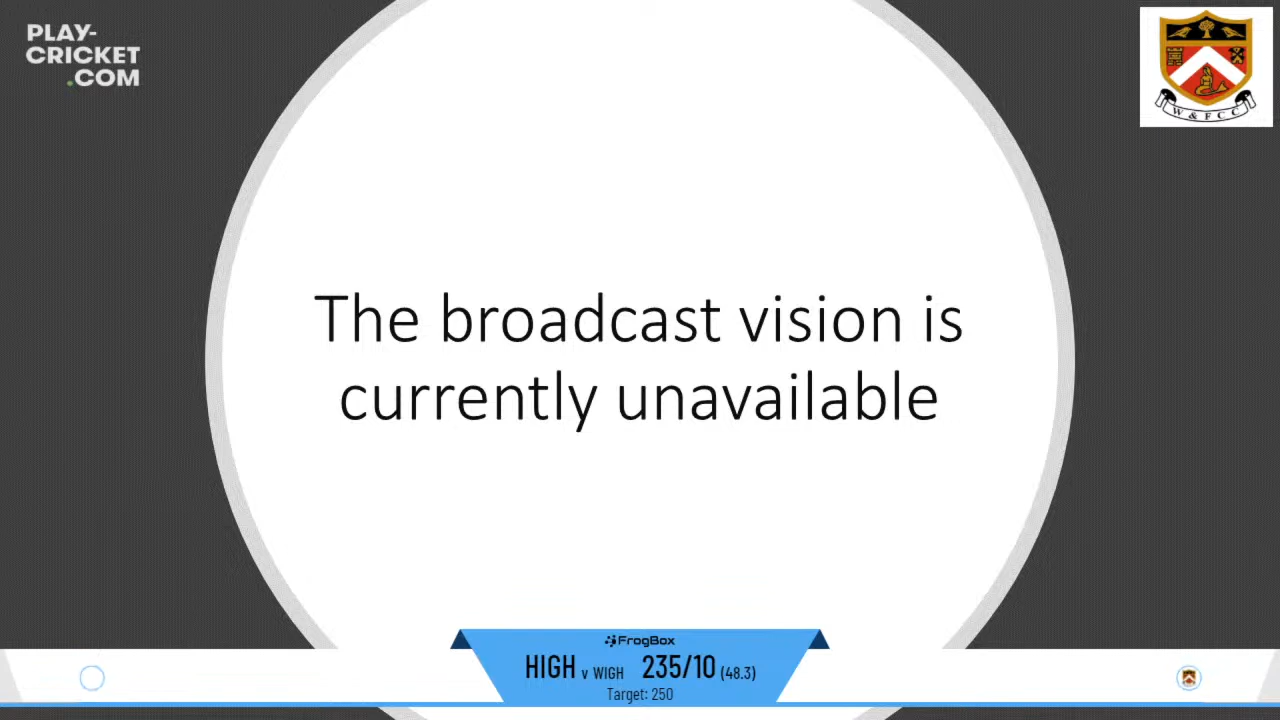 PLAY-
CRICKET
.COM
W & F C C
The broadcast vision is
currently unavailable
FrogBox
HIGH v WIGH 235/10 (48.3)
Target: 250